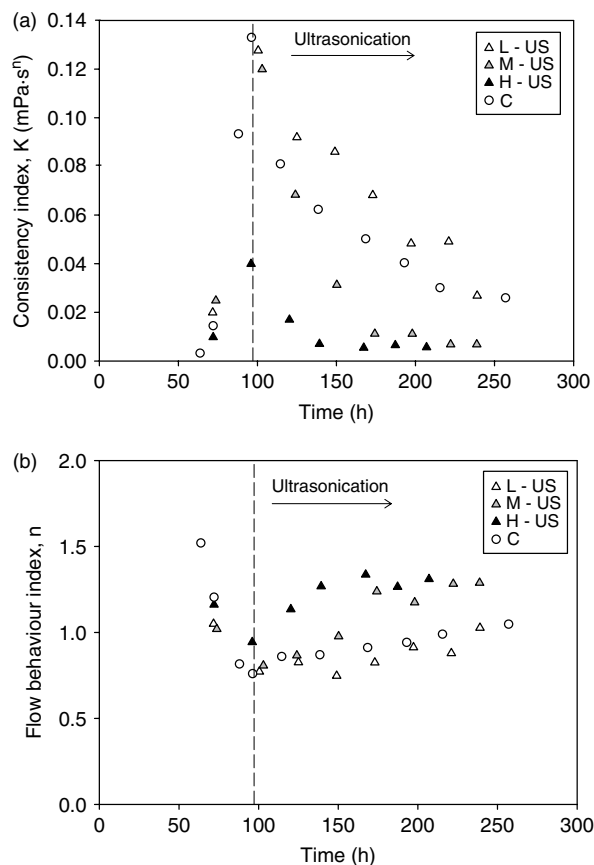 (a)
0.14
0.12
0.10
0.08
0.06
0.04
0.02
0.00
Consistency index, K (mPa·sⁿ)
Ultrasonication
L - US
M - US
H - US
C
0 50 100 150 200 250 300
Time (h)
(b)
2.0
1.5
1.0
0.5
0.0
Flow behaviour index, n
Ultrasonication
L - US
M - US
H - US
C
0 50 100 150 200 250 300
Time (h)